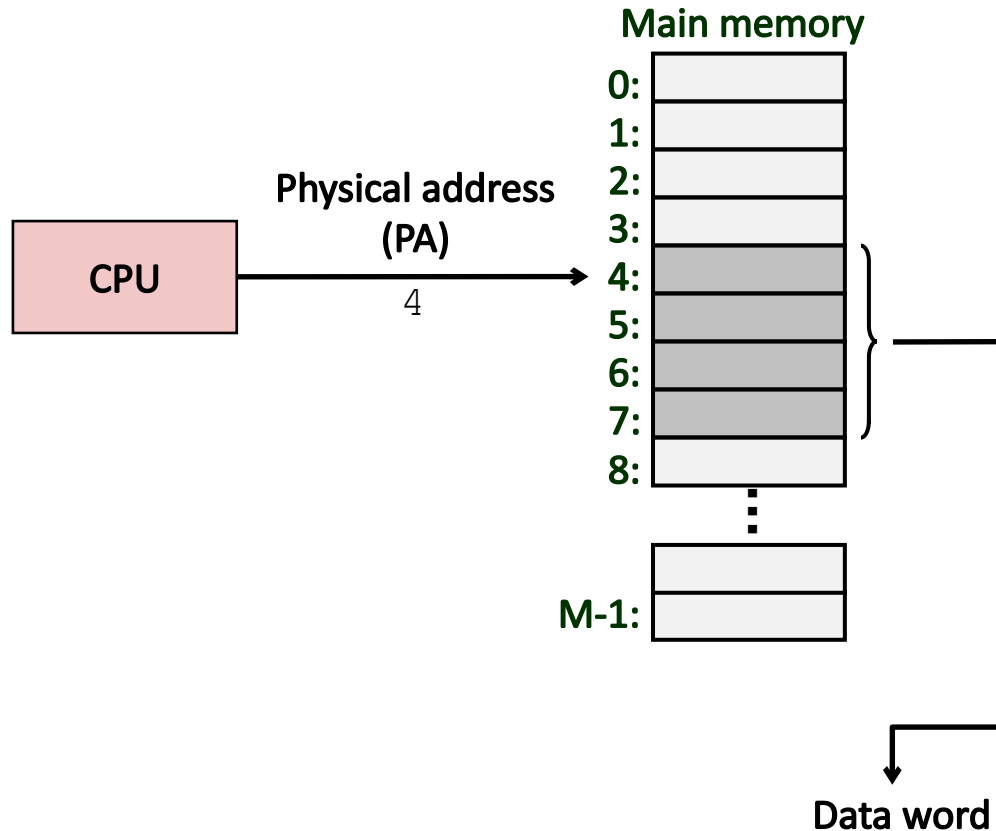 Main memory
0:
1:
2:
3:
4:
5:
6:
7:
8:
M-1:
Physical address
(PA)
4
CPU
Data word